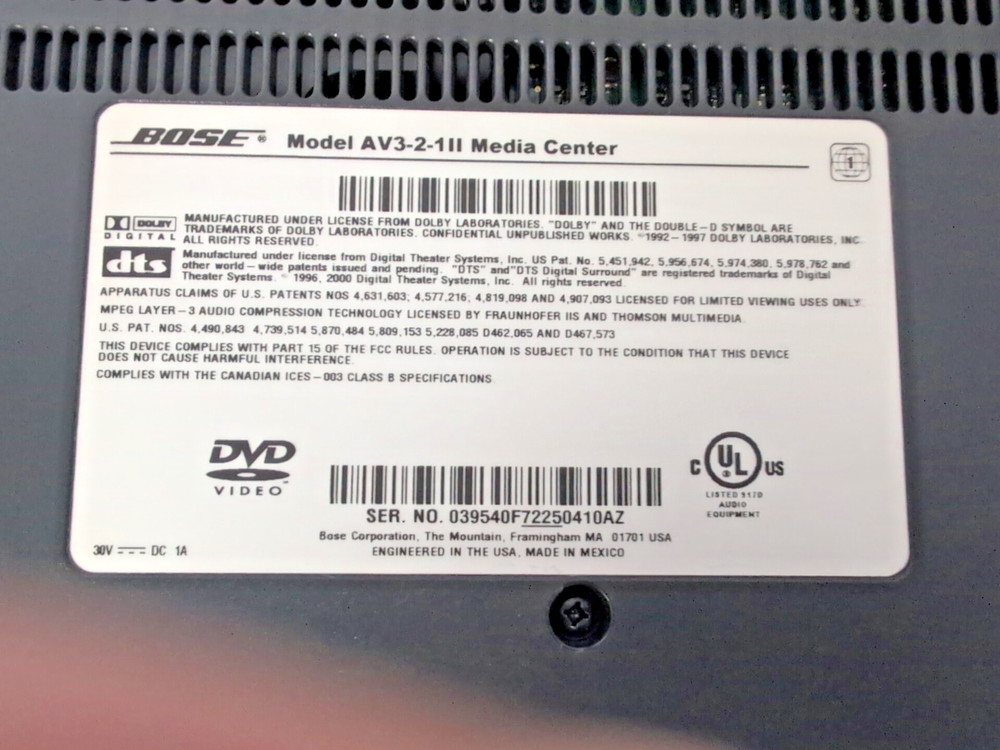 BOSE® Model AV3-2-1II Media Center
1
DOLBY
DIGITAL
MANUFACTURED UNDER LICENSE FROM DOLBY LABORATORIES. "DOLBY" AND THE DOUBLE-D SYMBOL ARE
TRADEMARKS OF DOLBY LABORATORIES. CONFIDENTIAL UNPUBLISHED WORKS. ©1992-1997 DOLBY LABORATORIES, INC.
ALL RIGHTS RESERVED.
dts
Manufactured under license from Digital Theater Systems, Inc. US Pat. No. 5,451,942, 5,956,674, 5,974,380, 5,978,762 and
other world-wide patents issued and pending. "DTS" and "DTS Digital Surround" are registered trademarks of Digital
Theater Systems. © 1996, 2000 Digital Theater Systems, Inc. All rights reserved.
APPARATUS CLAIMS OF U.S. PATENTS NOS 4,631,603; 4,577,216; 4,819,098 AND 4,907,093 LICENSED FOR LIMITED VIEWING USES ONLY.
MPEG LAYER-3 AUDIO COMPRESSION TECHNOLOGY LICENSED BY FRAUNHOFER IIS AND THOMSON MULTIMEDIA.
U.S. PAT. NOS. 4,490,843 4,739,514 5,870,484 5,809,153 5,228,085 D462,065 AND D467,573
THIS DEVICE COMPLIES WITH PART 15 OF THE FCC RULES. OPERATION IS SUBJECT TO THE CONDITION THAT THIS DEVICE
DOES NOT CAUSE HARMFUL INTERFERENCE.
COMPLIES WITH THE CANADIAN ICES-003 CLASS B SPECIFICATIONS
DVD
VIDEO™
C UL® US
LISTED 917D
AUDIO
EQUIPMENT
SER. NO. 039540F72250410AZ
Bose Corporation, The Mountain, Framingham MA 01701 USA
30V DC 1A
ENGINEERED IN THE USA, MADE IN MEXICO